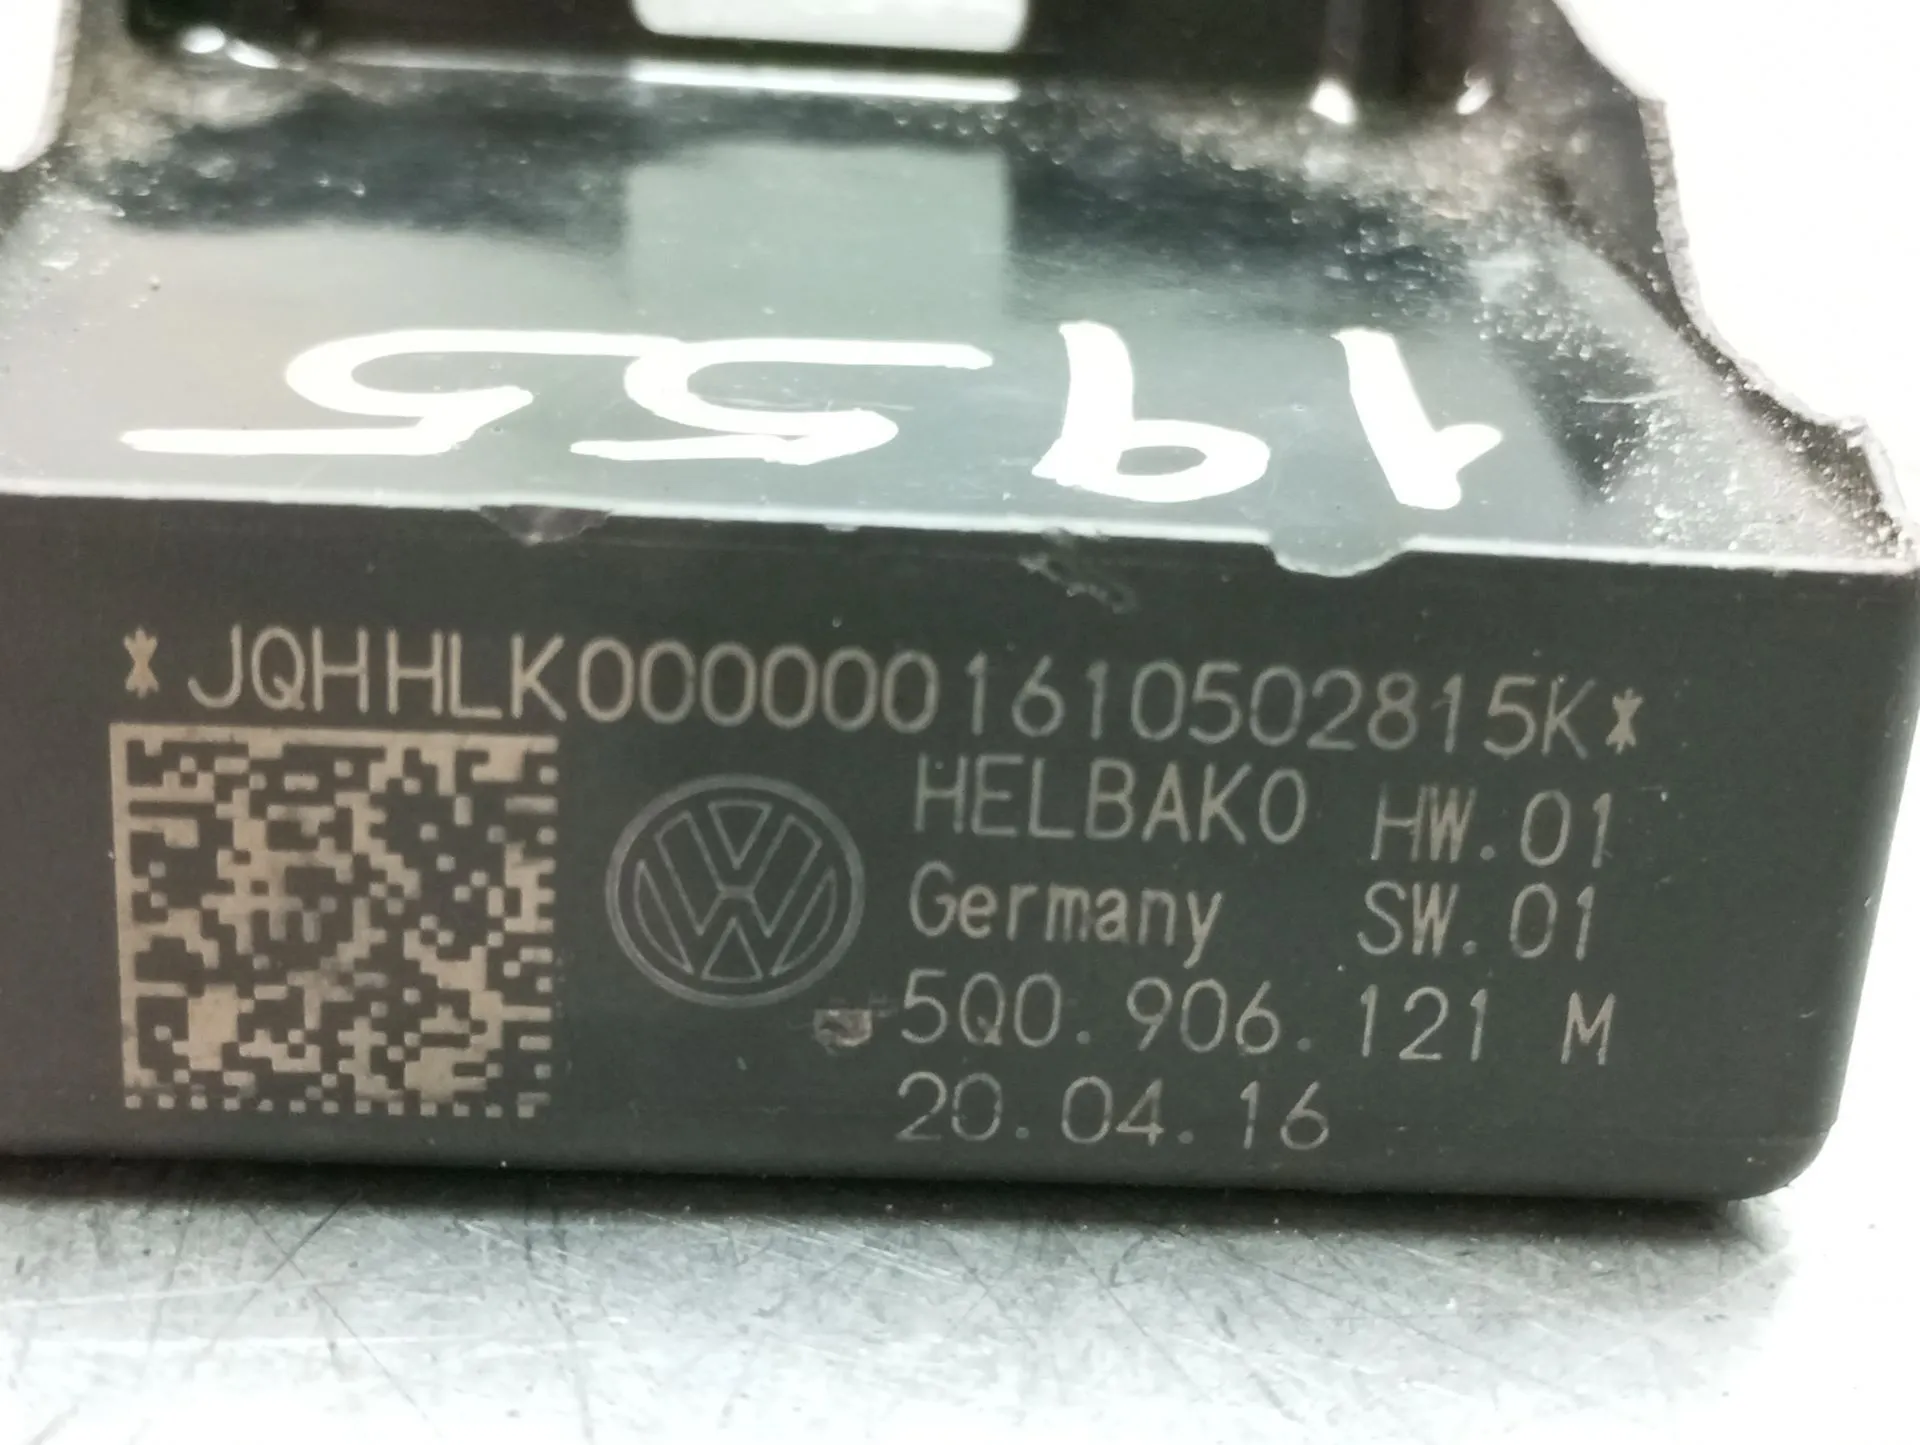 1955
*JQHHLK0000001610502815K*
HELBAKO HW.01
Germany SW.01
5Q0.906.121 M
20.04.16